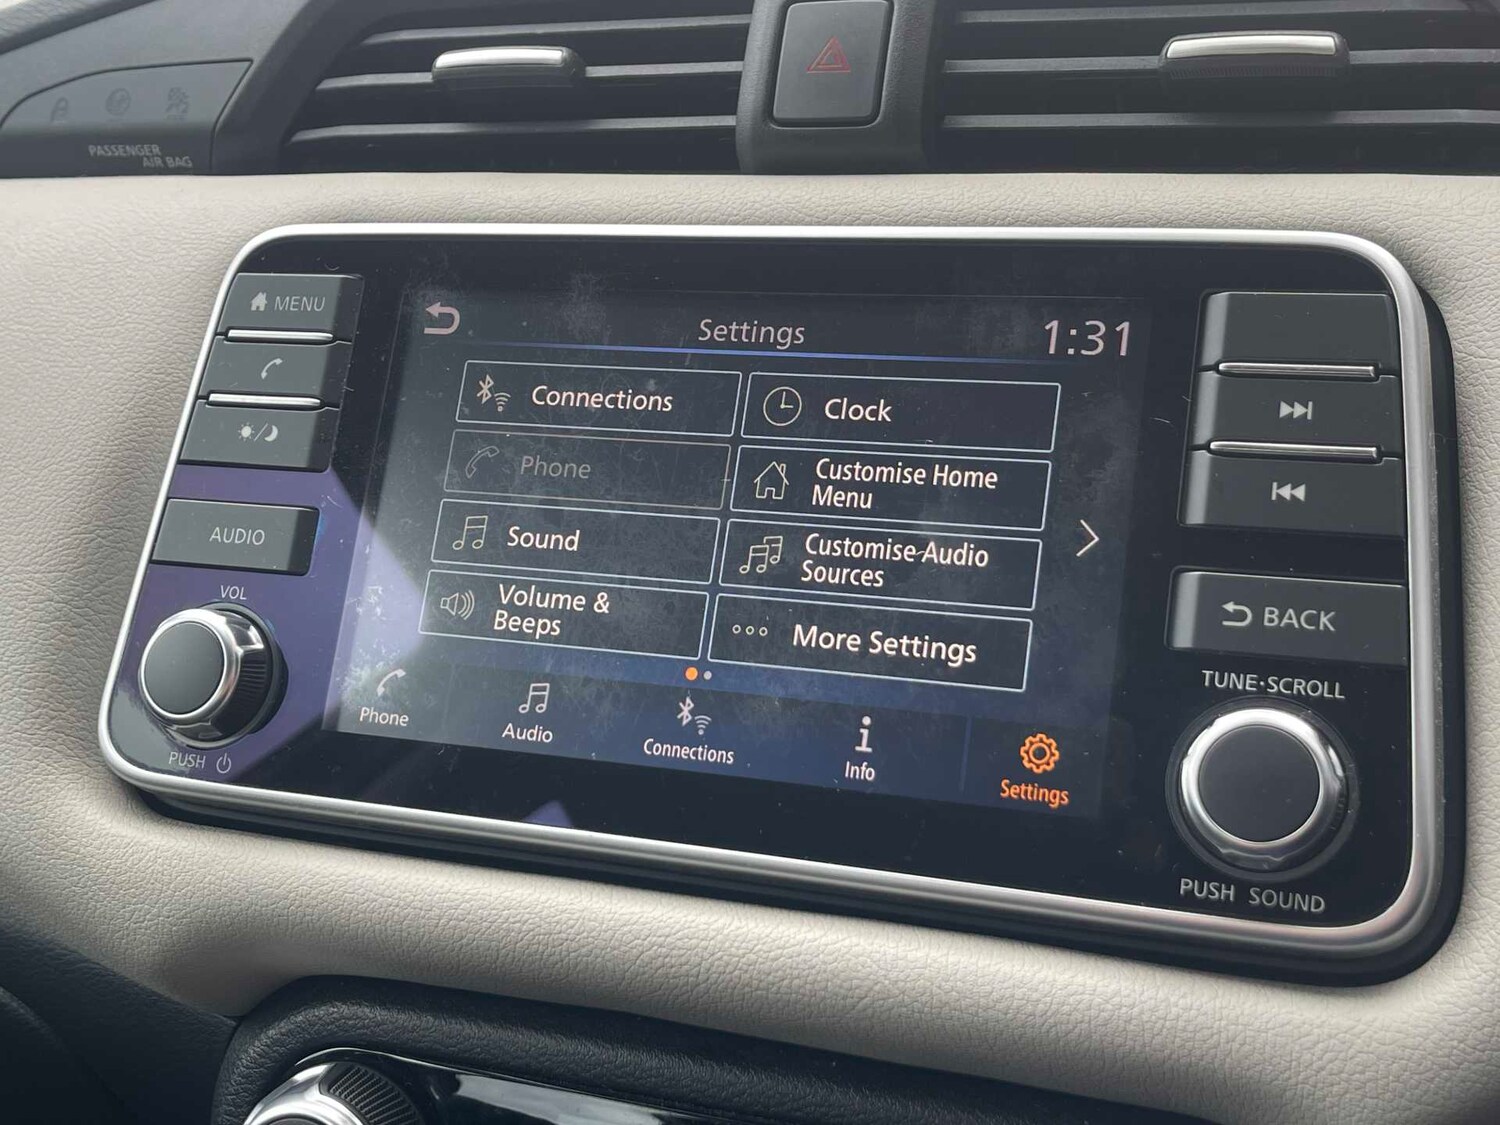 PASSENGER
AIR BAG
MENU
AUDIO
VOL
PUSH
Settings
1:31
Connections
Clock
Phone
Customise Home
Menu
Sound
Customise Audio
Sources
Volume &
Beeps
More Settings
Phone
Audio
Connections
Info
Settings
BACK
TUNE·SCROLL
PUSH SOUND